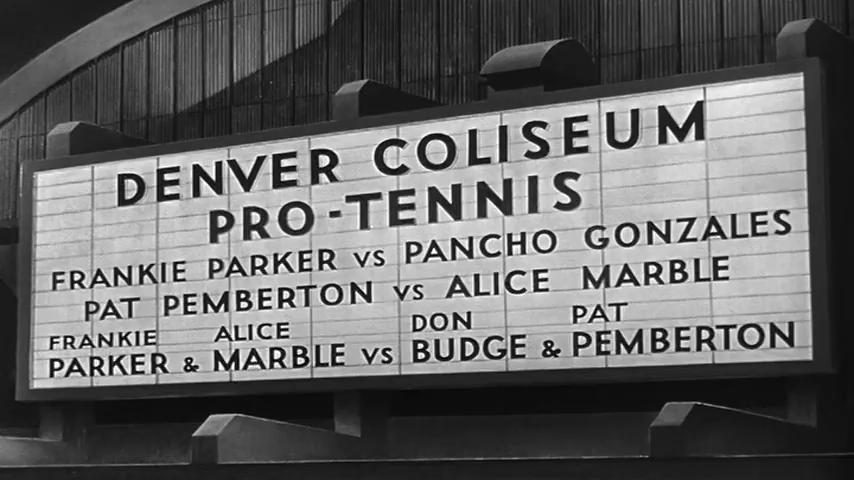 DENVER COLISEUM
PRO-TENNIS
FRANKIE PARKER VS PANCHO GONZALES
PAT PEMBERTON VS ALICE MARBLE
FRANKIE ALICE DON PAT
PARKER & MARBLE VS BUDGE & PEMBERTON